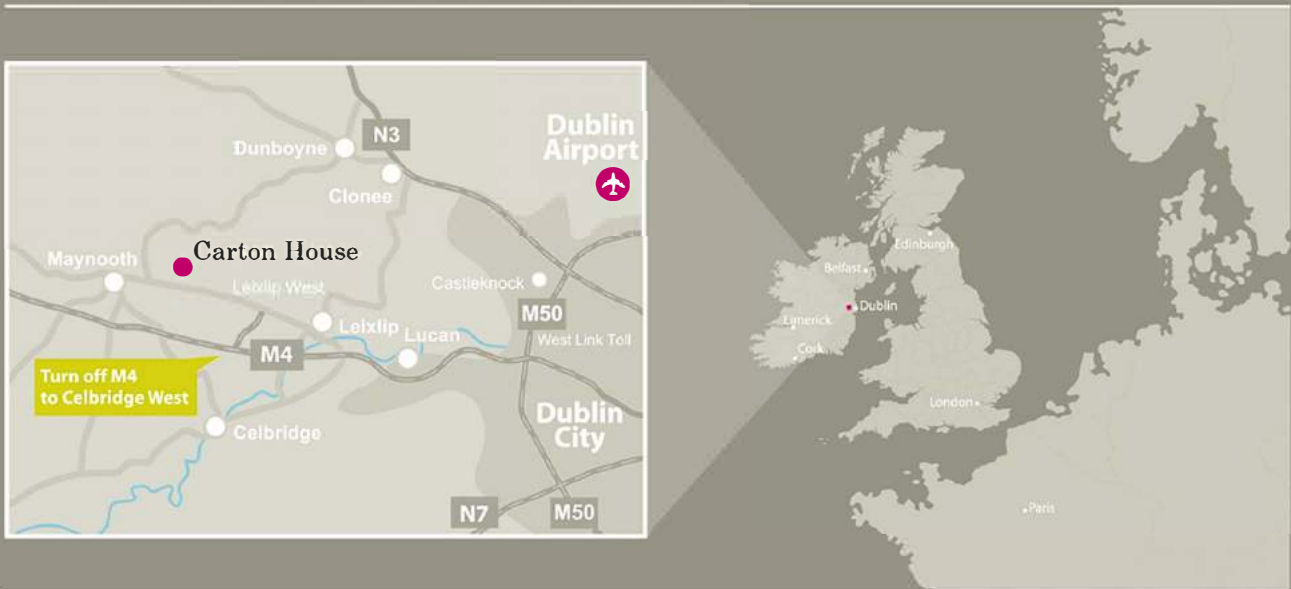 N3
Dunboyne
Clonee
Dublin
Airport
Carton House
Maynooth
Leixlip West
Castleknock
Leixlip
Lucan
M50
West Link Toll
M4
Turn off M4
to Celbridge West
Celbridge
Dublin
City
N7
M50
Edinburgh
Belfast
Dublin
Limerick
Cork
London
Paris